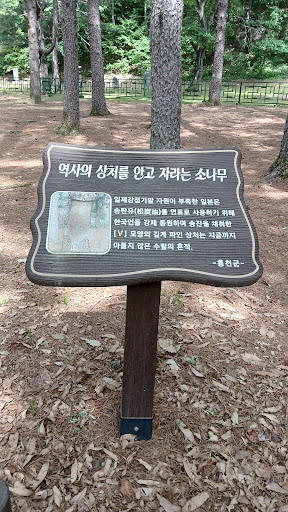 역사의 상처를 안고 자라는 소나무
일제강점기말 자원이 부족한 일본은
송탄유(松炭油)를 연료로 사용하기 위해
한국인을 강제 동원하여 송진을 채취한
[V] 모양의 길게 파인 상처는 지금까지
아물지 않은 수탈의 흔적.
-홍천군-